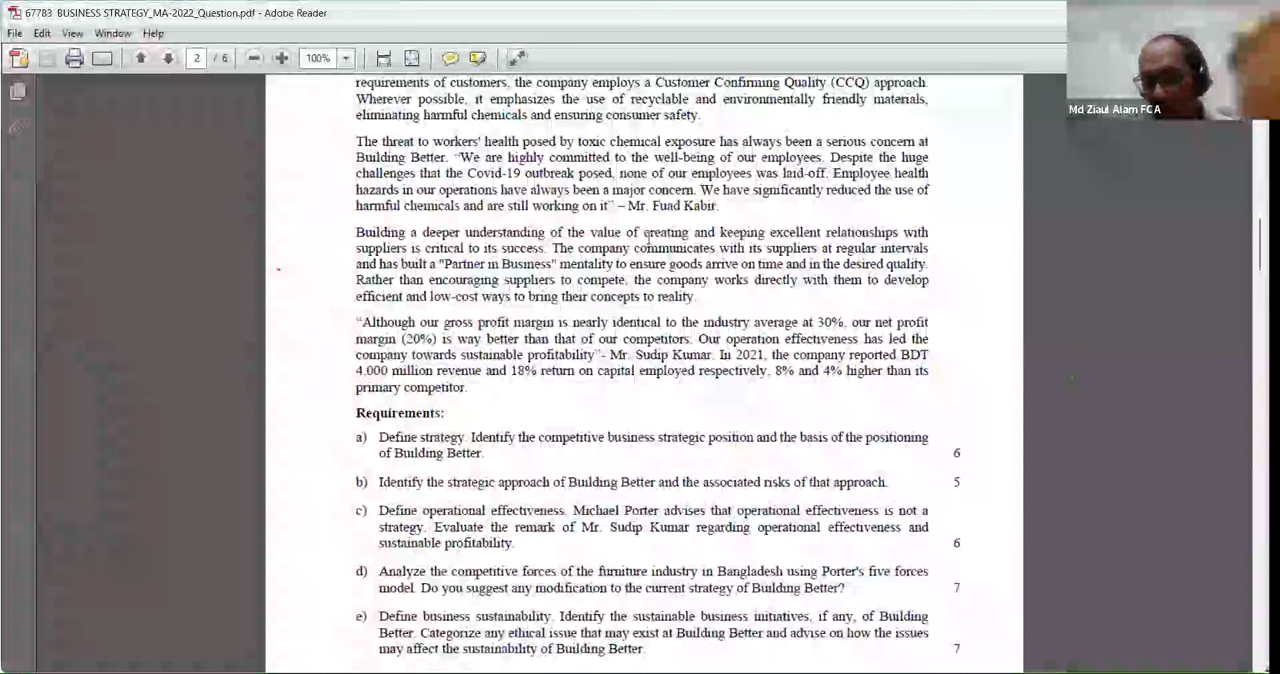 67783 BUSINESS STRATEGY_MA-2022_Question.pdf - Adobe Reader
File Edit View Window Help
2 / 6 100%
Md Ziaul Alam FCA
requirements of customers, the company employs a Customer Confirming Quality (CCQ) approach.
Wherever possible, it emphasizes the use of recyclable and environmentally friendly materials,
eliminating harmful chemicals and ensuring consumer safety.
The threat to workers' health posed by toxic chemical exposure has always been a serious concern at
Building Better. "We are highly committed to the well-being of our employees. Despite the huge
challenges that the Covid-19 outbreak posed, none of our employees was laid-off. Employee health
hazards in our operations have always been a major concern. We have significantly reduced the use of
harmful chemicals and are still working on it" – Mr. Fuad Kabir.
Building a deeper understanding of the value of creating and keeping excellent relationships with
suppliers is critical to its success. The company communicates with its suppliers at regular intervals
and has built a "Partner in Business" mentality to ensure goods arrive on time and in the desired quality.
Rather than encouraging suppliers to compete, the company works directly with them to develop
efficient and low-cost ways to bring their concepts to reality.
"Although our gross profit margin is nearly identical to the industry average at 30%, our net profit
margin (20%) is way better than that of our competitors. Our operation effectiveness has led the
company towards sustainable profitability"- Mr. Sudip Kumar. In 2021, the company reported BDT
4,000 million revenue and 18% return on capital employed respectively, 8% and 4% higher than its
primary competitor.
Requirements:
a) Define strategy. Identify the competitive business strategic position and the basis of the positioning
of Building Better. 6
b) Identify the strategic approach of Building Better and the associated risks of that approach. 5
c) Define operational effectiveness. Michael Porter advises that operational effectiveness is not a
strategy. Evaluate the remark of Mr. Sudip Kumar regarding operational effectiveness and
sustainable profitability. 6
d) Analyze the competitive forces of the furniture industry in Bangladesh using Porter's five forces
model. Do you suggest any modification to the current strategy of Building Better? 7
e) Define business sustainability. Identify the sustainable business initiatives, if any, of Building
Better. Categorize any ethical issue that may exist at Building Better and advise on how the issues
may affect the sustainability of Building Better. 7